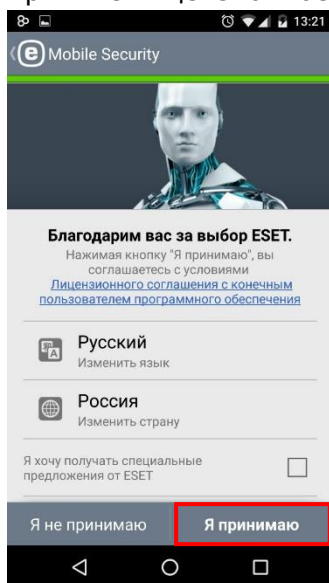 13:21
e Mobile Security
Благодарим вас за выбор ESET.
Нажимая кнопку "Я принимаю", вы
соглашаетесь с условиями
Лицензионного соглашения с конечным
пользователем программного обеспечения
Русский
Изменить язык
Россия
Изменить страну
Я хочу получать специальные
предложения от ESET
Я не принимаю
Я принимаю